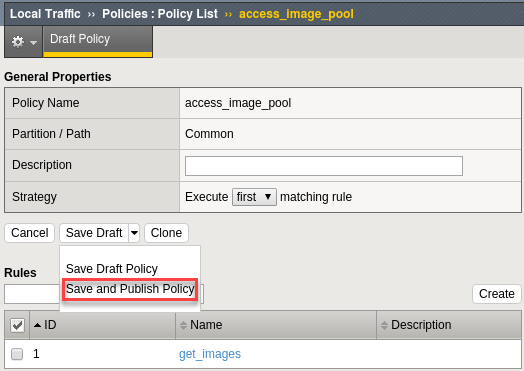 Local Traffic ›› Policies : Policy List ›› access_image_pool
Draft Policy
General Properties
Policy Name access_image_pool
Partition / Path Common
Description
Strategy Execute first matching rule
Cancel Save Draft Clone
Save Draft Policy
Rules
Save and Publish Policy
Create
ID Name Description
1 get_images